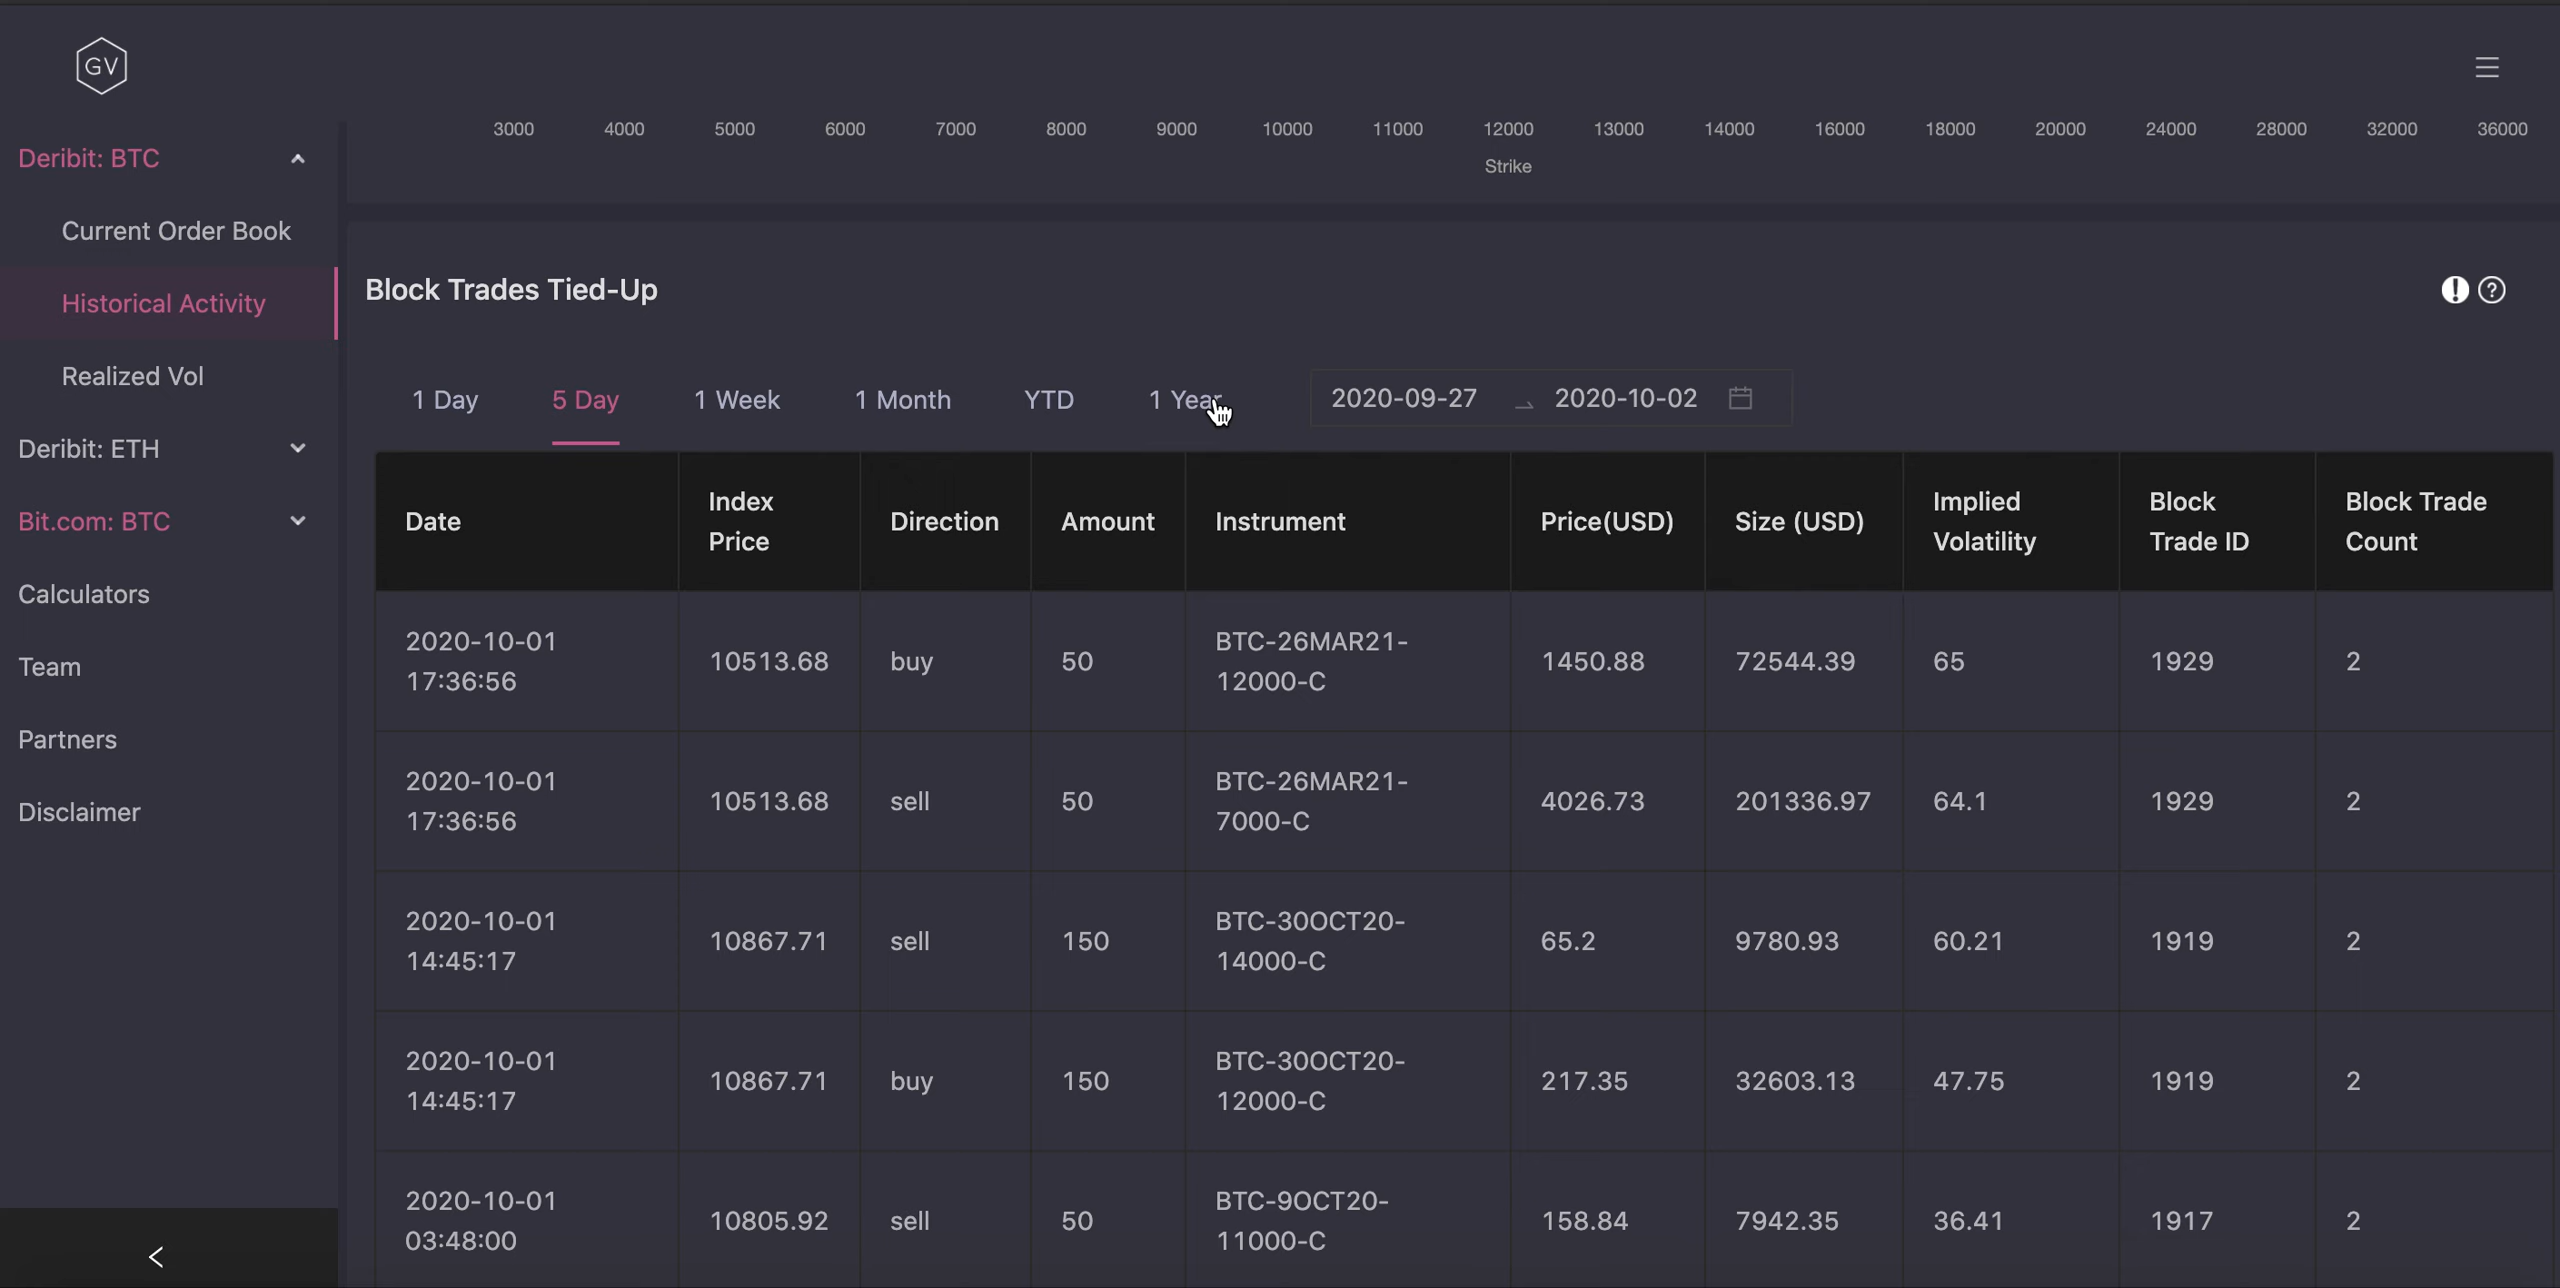 GV
3000 4000 5000 6000 7000 8000 9000 10000 11000 12000 13000 14000 16000 18000 20000 24000 28000 32000 36000
Strike
Deribit: BTC
Current Order Book
Historical Activity
Realized Vol
Deribit: ETH
Bit.com: BTC
Calculators
Team
Partners
Disclaimer
Block Trades Tied-Up
1 Day 5 Day 1 Week 1 Month YTD 1 Year 2020-09-27 → 2020-10-02
Date Index Price Direction Amount Instrument Price(USD) Size (USD) Implied Volatility Block Trade ID Block Trade Count
2020-10-01 17:36:56 10513.68 buy 50 BTC-26MAR21-12000-C 1450.88 72544.39 65 1929 2
2020-10-01 17:36:56 10513.68 sell 50 BTC-26MAR21-7000-C 4026.73 201336.97 64.1 1929 2
2020-10-01 14:45:17 10867.71 sell 150 BTC-30OCT20-14000-C 65.2 9780.93 60.21 1919 2
2020-10-01 14:45:17 10867.71 buy 150 BTC-30OCT20-12000-C 217.35 32603.13 47.75 1919 2
2020-10-01 03:48:00 10805.92 sell 50 BTC-9OCT20-11000-C 158.84 7942.35 36.41 1917 2